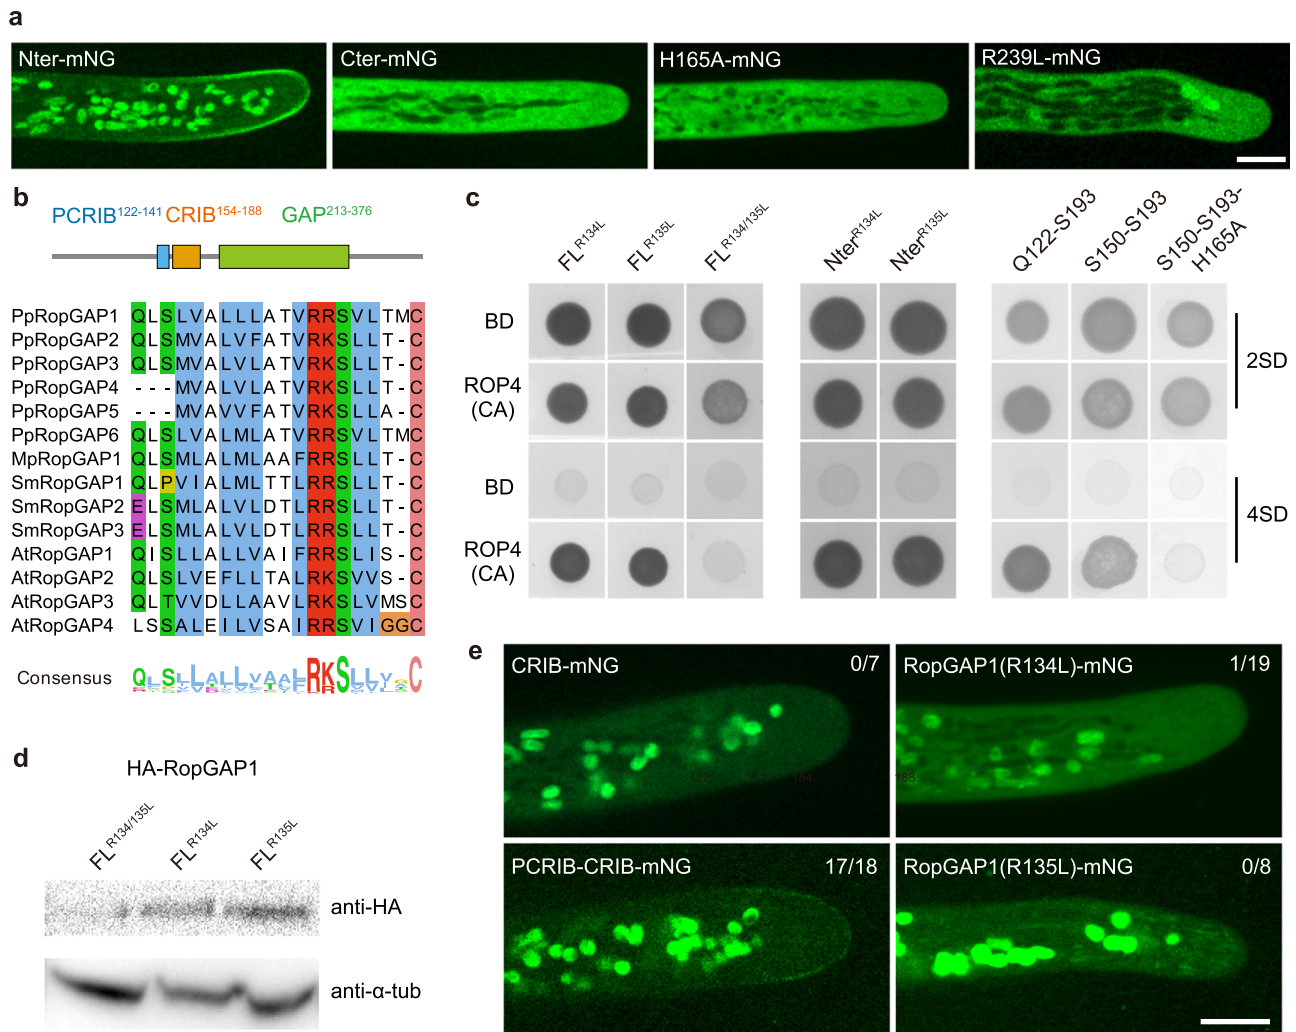 a
Nter-mNG
Cter-mNG
H165A-mNG
R239L-mNG
b
PCRIB122-141 CRIB154-188 GAP213-376
PpRopGAP1 QLSLVALLLATVRRSVLTMC
PpRopGAP2 QLSMVALVFATVRKSLLT-C
PpRopGAP3 QLSMVALVLATVRKSLLT-C
PpRopGAP4 ---MVALVLATVRKSLLT-C
PpRopGAP5 ---MVAVVFATVRKSLLA-C
PpRopGAP6 QLSLVALMLATVRRSVLTMC
MpRopGAP1 QLSMLALMLAAFRRSLLT-C
SmRopGAP1 QLPVIALMLTTLRRSLLT-C
SmRopGAP2 ELSMLALVLDTLRRSLLT-C
SmRopGAP3 ELSMLALVLDTLRRSLLT-C
AtRopGAP1 QISLLALLVAIFRRSLIS-C
AtRopGAP2 QLSLVEFLLTALRKSVVS-C
AtRopGAP3 QLTVVDLLAAVLRKSLVMSC
AtRopGAP4 LSSALEILVSAIRRSVIGGC
Consensus
c
FLR134L
FLR135L
FLR134/135L
NterR134L
NterR135L
Q122-S193
S150-S193
S150-S193-
H165A
BD
ROP4
(CA)
2SD
BD
ROP4
(CA)
4SD
d
HA-RopGAP1
FLR134/135L
FLR134L
FLR135L
anti-HA
anti-α-tub
e
CRIB-mNG 0/7
RopGAP1(R134L)-mNG 1/19
154
188
PCRIB-CRIB-mNG 17/18
RopGAP1(R135L)-mNG 0/8